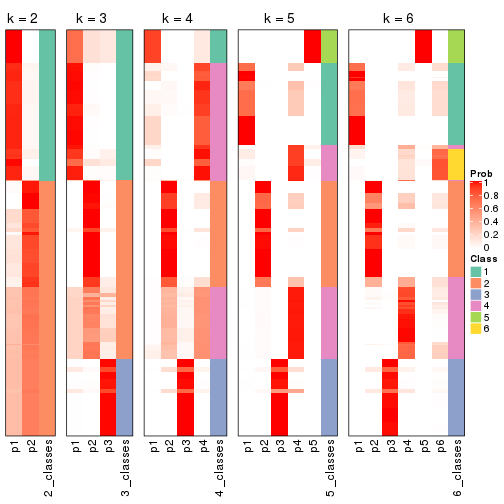 k = 2
k = 3
k = 4
k = 5
k = 6
Prob
1
0.8
0.6
0.4
0.2
0
Class
1
2
3
4
5
6
p1
p2
2_classes
p1
p2
p3
3_classes
p1
p2
p3
p4
4_classes
p1
p2
p3
p4
p5
5_classes
p1
p2
p3
p4
p5
p6
6_classes